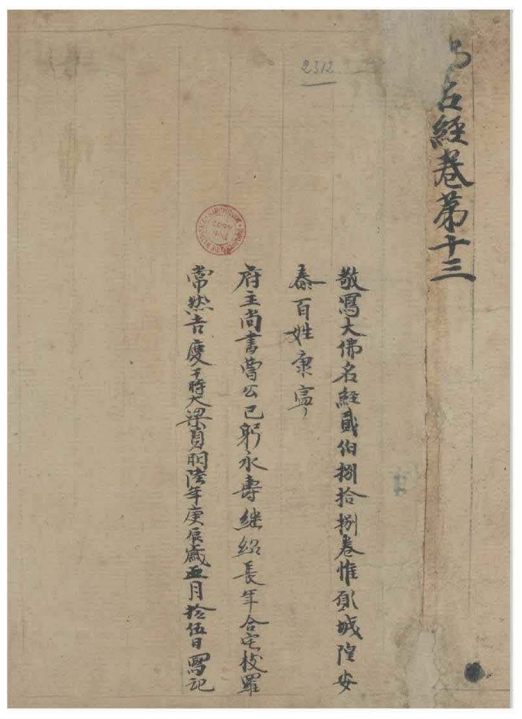 名經卷第十三
敬寫大佛名經貳伯捌拾捌卷惟願城隍安
泰百姓康寧
府主尚書曹公己躬永壽繼紹長年合宅枝羅
常然吉慶于時大梁貞明陸年庚辰歲五月拾伍日寫記
2312